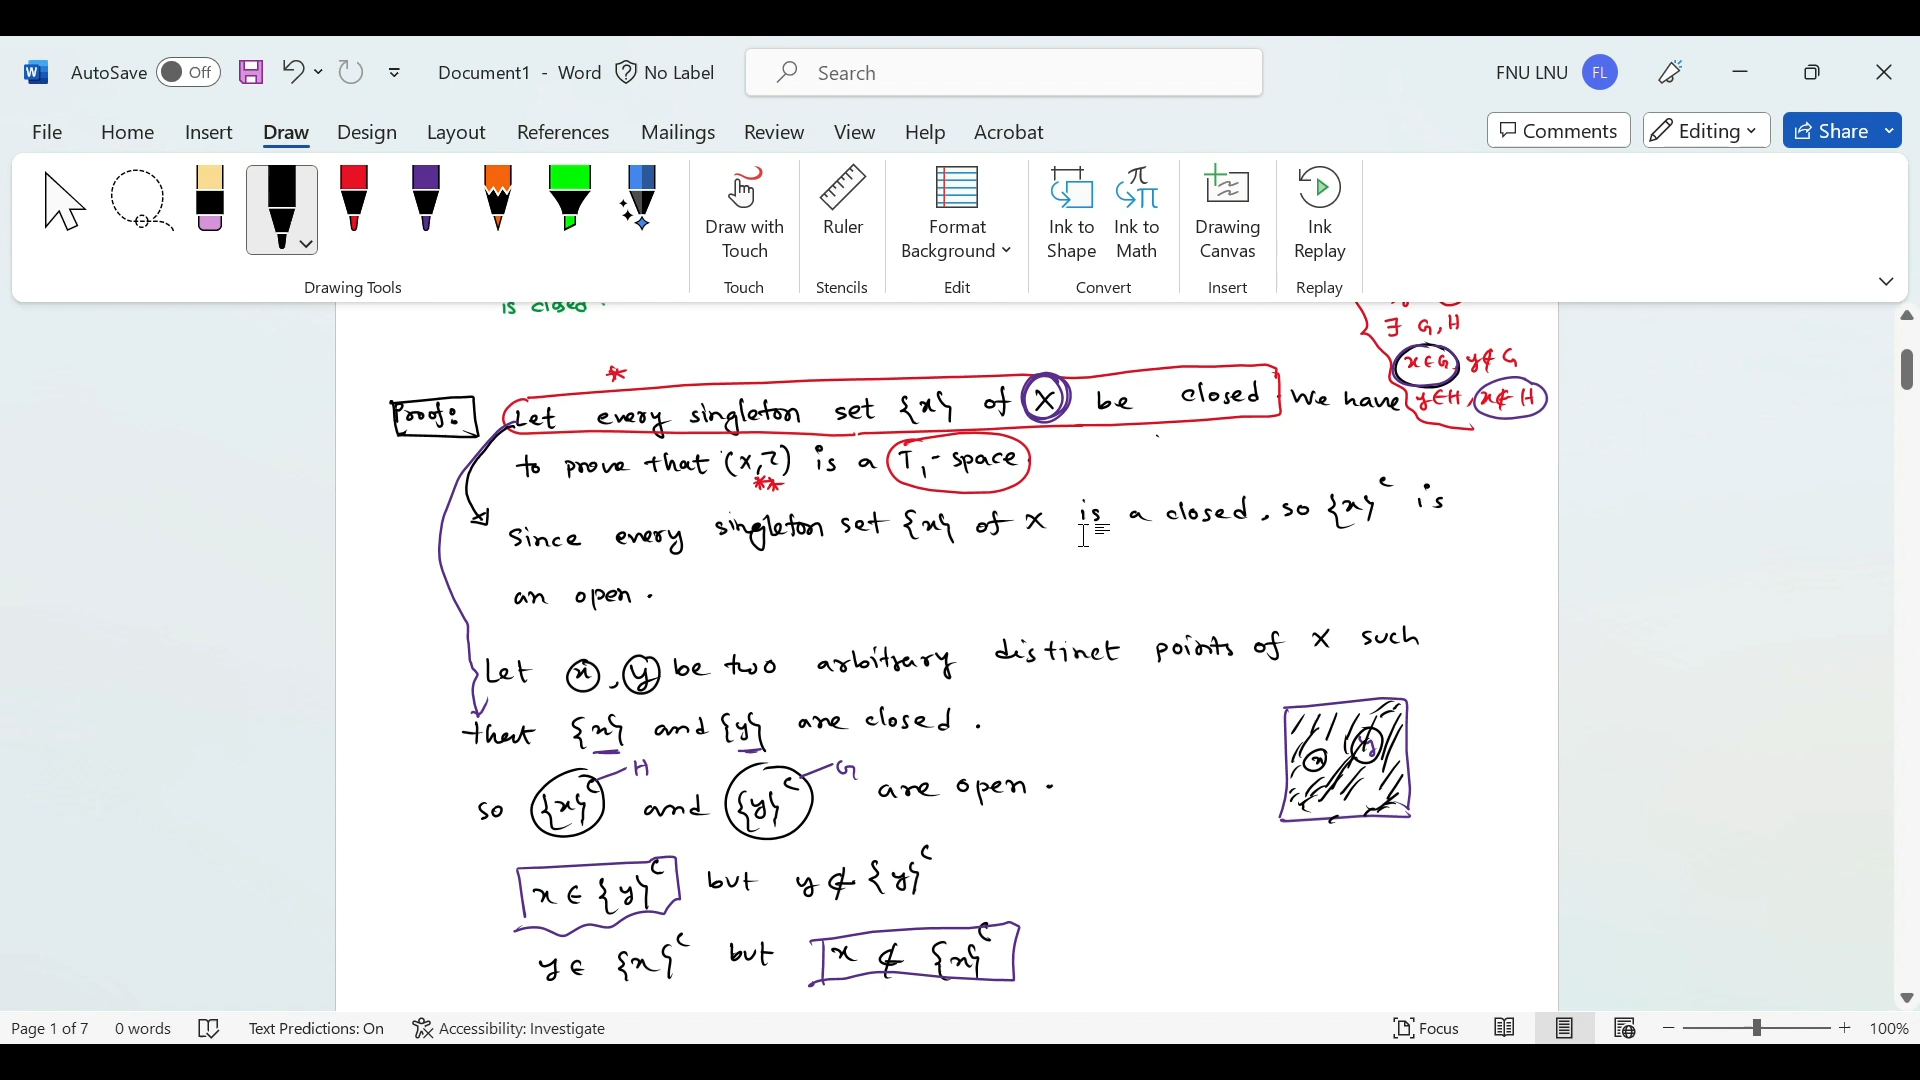 AutoSave Off Document1 - Word No Label Search FNU LNU FL
File Home Insert Draw Design Layout References Mailings Review View Help Acrobat Comments Editing Share
Draw with Touch Ruler Format Background Ink to Shape Ink to Math Drawing Canvas Ink Replay
Drawing Tools Touch Stencils Edit Convert Insert Replay
is closed.
∃ G, H
x∈G, y∉G
y∈H, x∉H
*
Proof: Let every singleton set {x} of X be closed. We have
to prove that (X,τ) is a T₁-space.
**
Since every singleton set {x} of X is a closed, so {x}ᶜ is
an open.
Let x, y be two arbitrary distinct points of X such
that {x} and {y} are closed.
x y
H G
so {x}ᶜ and {y}ᶜ are open.
x ∈ {y}ᶜ but y ∉ {y}ᶜ
y ∈ {x}ᶜ but x ∉ {x}ᶜ
Page 1 of 7 0 words Text Predictions: On Accessibility: Investigate Focus 100%